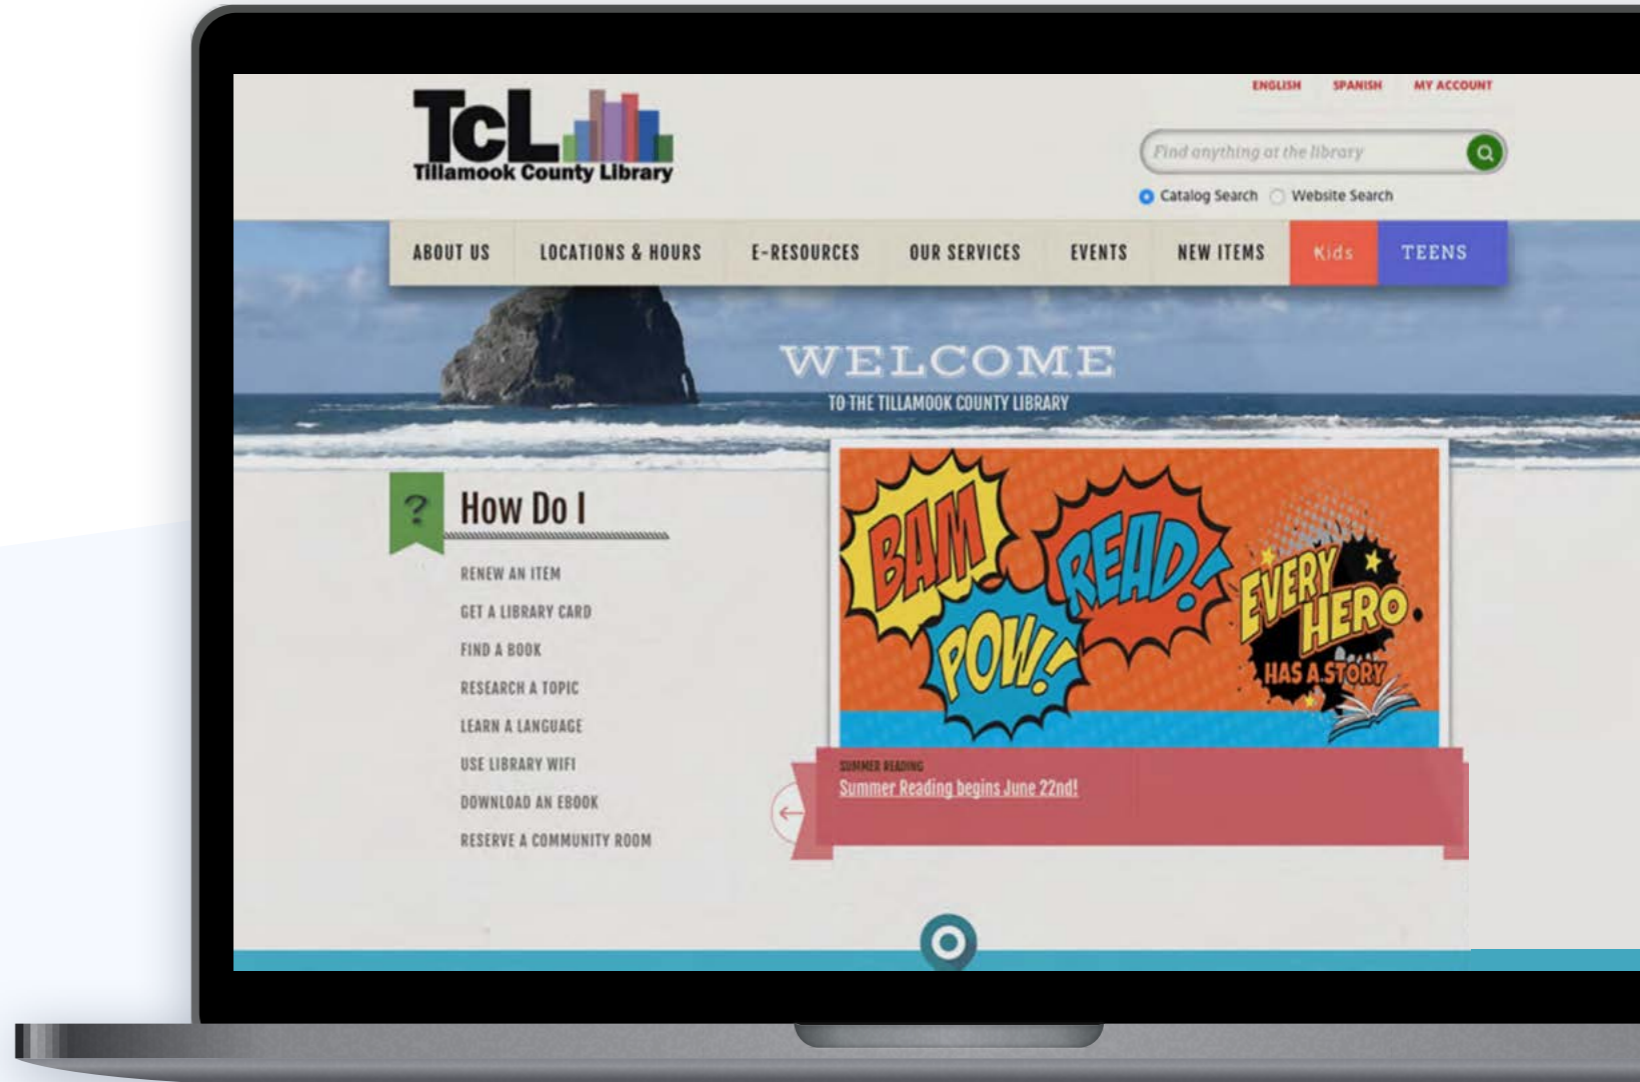 ENGLISH SPANISH MY ACCOUNT
TcL
Tillamook County Library
Find anything at the library
Catalog Search Website Search
ABOUT US LOCATIONS & HOURS E-RESOURCES OUR SERVICES EVENTS NEW ITEMS Kids TEENS
WELCOME
TO THE TILLAMOOK COUNTY LIBRARY
?
How Do I
RENEW AN ITEM
GET A LIBRARY CARD
FIND A BOOK
RESEARCH A TOPIC
LEARN A LANGUAGE
USE LIBRARY WIFI
DOWNLOAD AN EBOOK
RESERVE A COMMUNITY ROOM
BAM
POW!
READ!
EVERY
HERO
HAS A STORY
SUMMER READING
Summer Reading begins June 22nd!